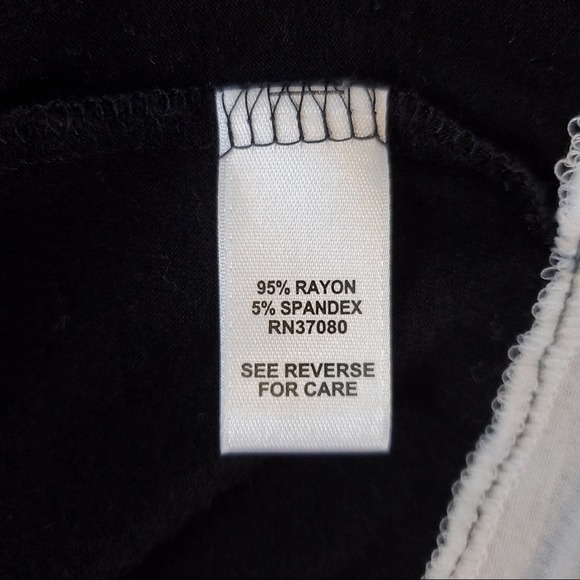 95% RAYON
5% SPANDEX
RN37080
SEE REVERSE
FOR CARE